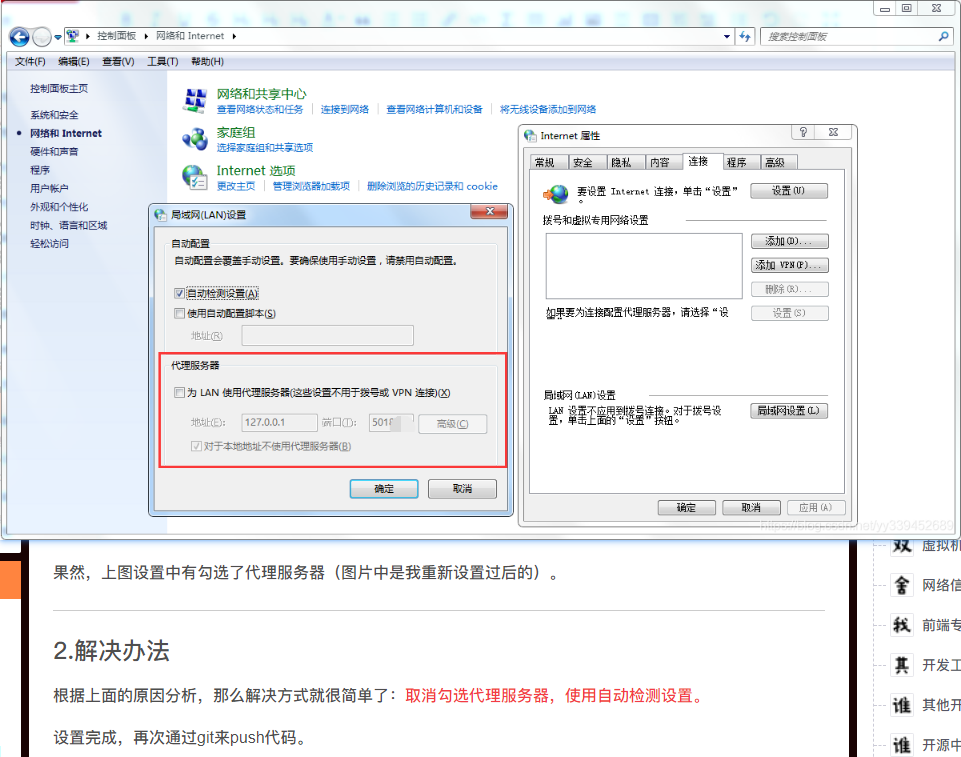 控制面板 网络和 Internet
搜索控制面板
文件(F) 编辑(E) 查看(V) 工具(T) 帮助(H)
控制面板主页
系统和安全
网络和 Internet
硬件和声音
程序
用户帐户
外观和个性化
时钟、语言和区域
轻松访问
网络和共享中心
查看网络状态和任务 连接到网络 查看网络计算机和设备 将无线设备添加到网络
家庭组
选择家庭组和共享选项
Internet 选项
更改主页 管理浏览器加载项 删除浏览的历史记录和 cookie
局域网(LAN)设置
自动配置
自动配置会覆盖手动设置。要确保使用手动设置，请禁用自动配置。
自动检测设置(A)
使用自动配置脚本(S)
地址(R)
代理服务器
为 LAN 使用代理服务器(这些设置不用于拨号或 VPN 连接)(X)
地址(E): 127.0.0.1 端口(T): 5018 高级(C)
对于本地地址不使用代理服务器(B)
确定 取消
Internet 属性
常规 安全 隐私 内容 连接 程序 高级
要设置 Internet 连接，单击“设置”
。
设置(U)
拨号和虚拟专用网络设置
添加(D)...
添加 VPN(P)...
删除(R)...
如果要为连接配置代理服务器，请选择“设
设置(S)
局域网(LAN)设置
LAN 设置不应用到拨号连接。对于拨号设
置，单击上面的“设置”按钮。
局域网设置(L)
确定 取消 应用(A)
https://blog.csdn.net/yy339452689
果然，上图设置中有勾选了代理服务器（图片中是我重新设置过后的）。
2.解决办法
根据上面的原因分析，那么解决方式就很简单了：取消勾选代理服务器，使用自动检测设置。
设置完成，再次通过git来push代码。
双 虚拟机
舍 网络信
我 前端专
其 开发工
谁 其他开
谁 开源中